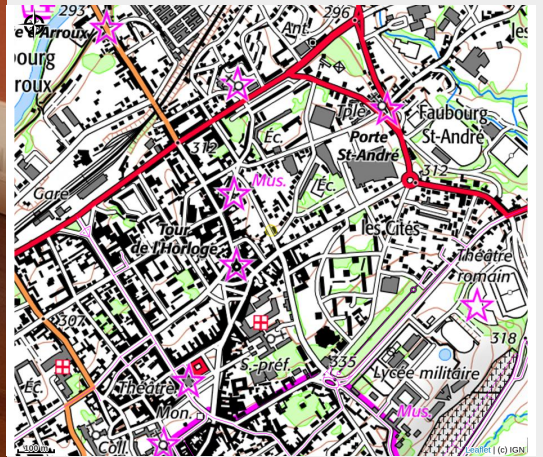 293
296
Ant.
les
e d'Arroux
bourg
roux
Tple
Faubourg
St-André
Porte
St-André
312
Éc.
312
Mus.
Éc.
Gare
Tour
de l'Horloge
les Cités
Théâtre
romain
307
318
335
S.-préf.
Lycée militaire
ÉC.
Théâtre
Mon.
Mus.
Coll.
100 m
Leaflet | (c) IGN